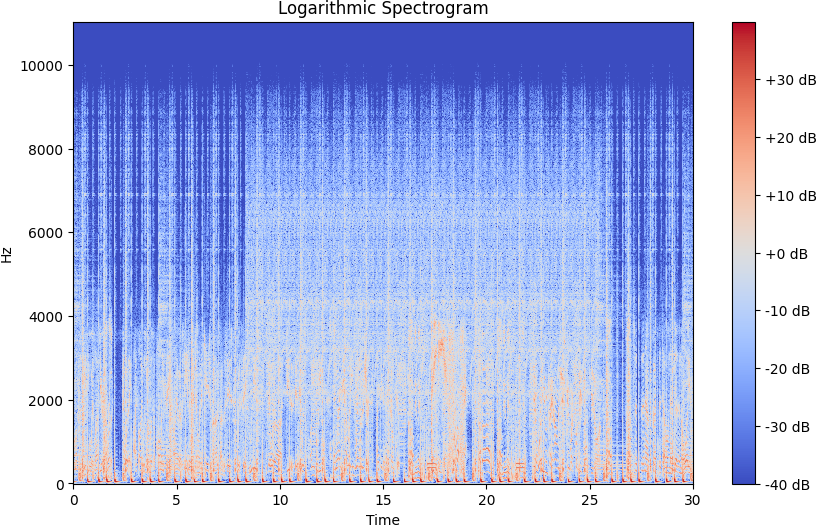 Logarithmic Spectrogram
Hz
10000
8000
6000
4000
2000
0
0 5 10 15 20 25 30
Time
+30 dB
+20 dB
+10 dB
+0 dB
-10 dB
-20 dB
-30 dB
-40 dB